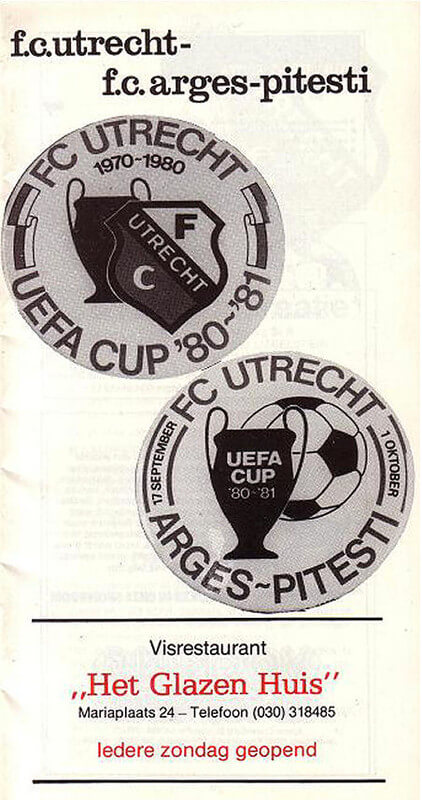 f.c.utrecht-
f.c.arges-pitesti
FC UTRECHT
1970~1980
F
UTRECHT
C
UEFA CUP '80~'81
FC UTRECHT
17 SEPTEMBER
1 OKTOBER
UEFA
CUP
'80~'81
ARGES~PITESTI
Visrestaurant
,,Het Glazen Huis’’
Mariaplaats 24 – Telefoon (030) 318485
Iedere zondag geopend